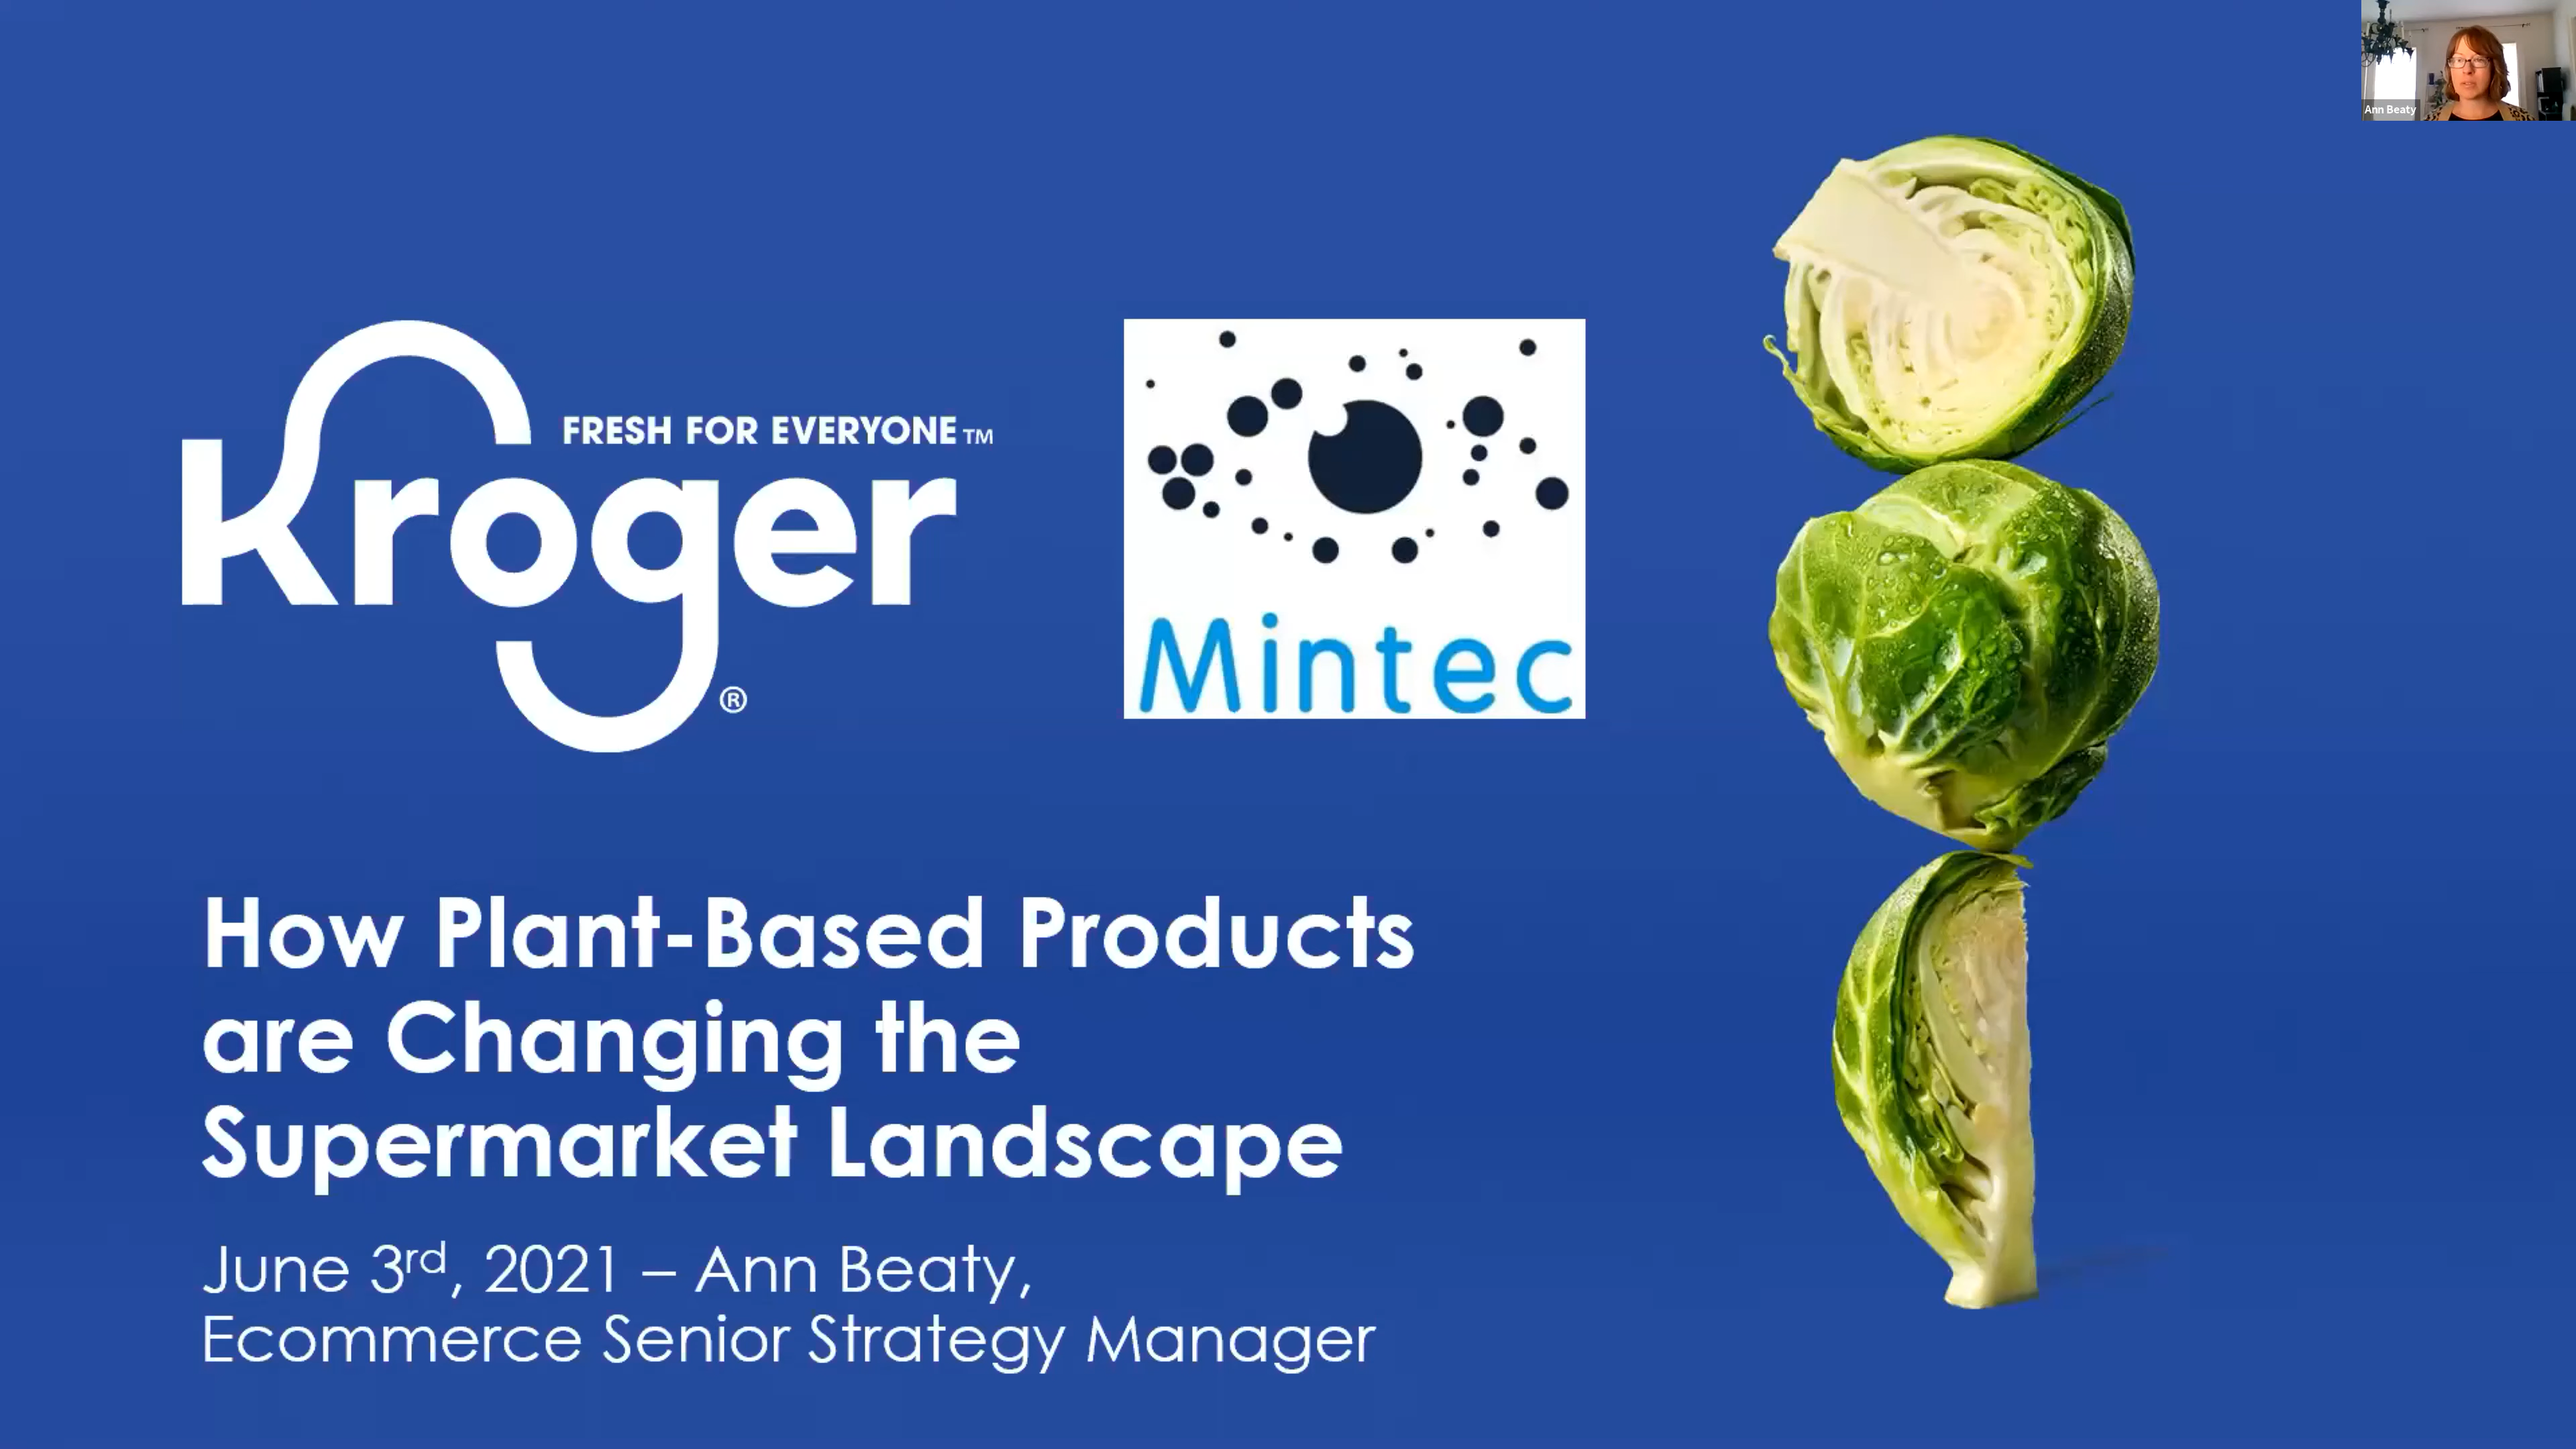 Ann Beaty
FRESH FOR EVERYONE™
Kroger®
Mintec
How Plant-Based Products
are Changing the
Supermarket Landscape
June 3rd, 2021 – Ann Beaty,
Ecommerce Senior Strategy Manager